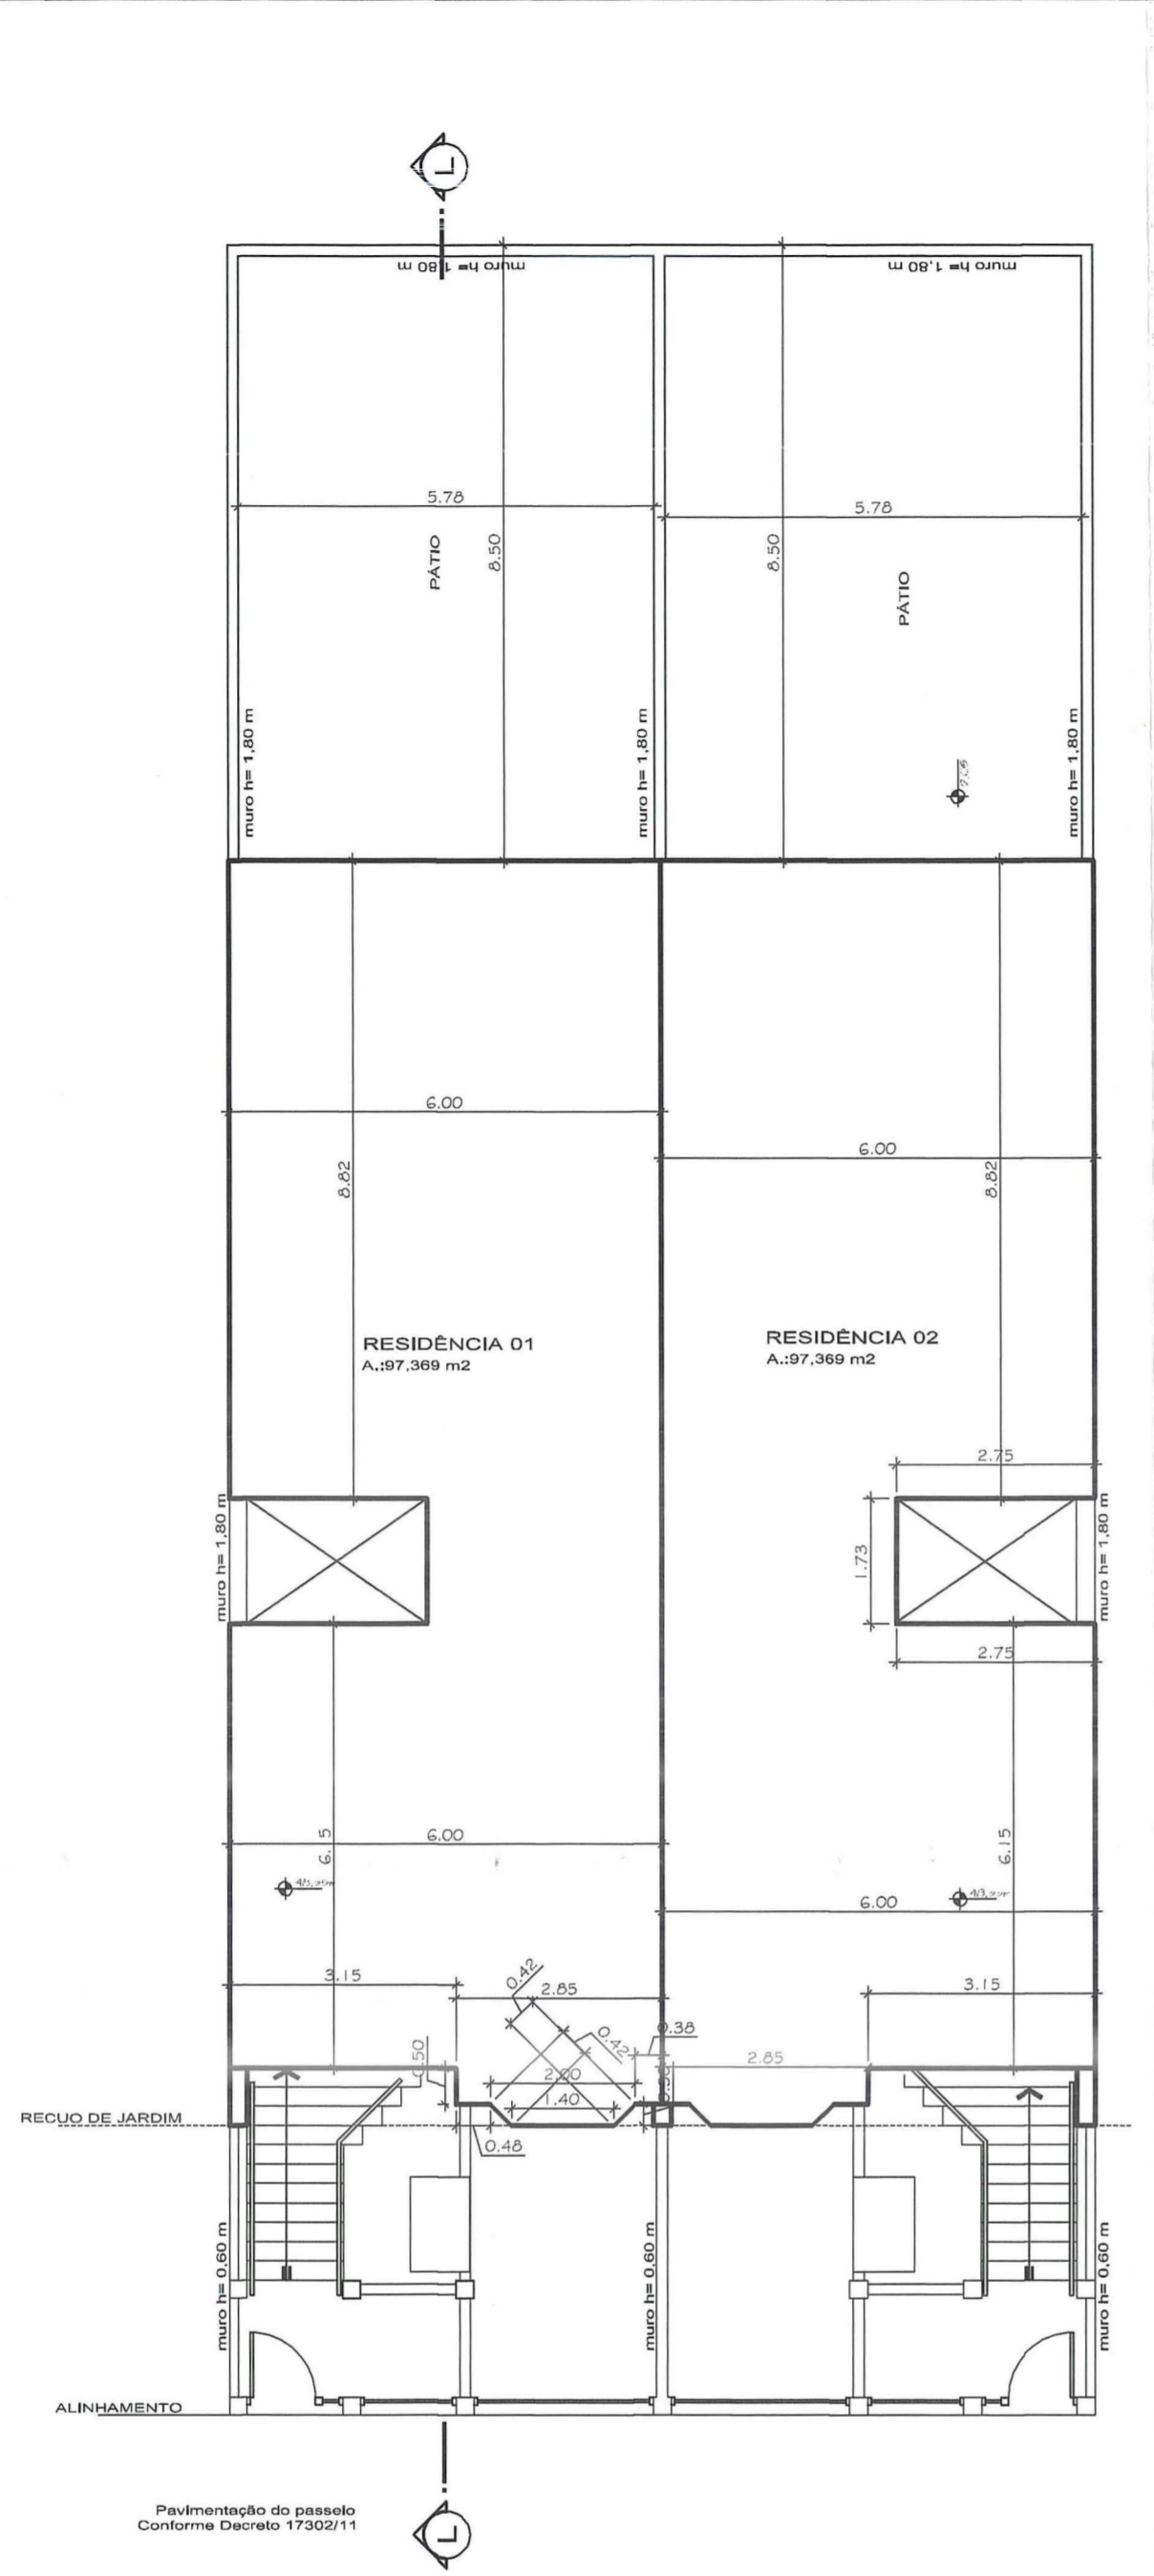 L
muro h= 1,80 m
muro h= 1,80 m
5.78
5.78
PÁTIO
8.50
8.50
PÁTIO
muro h= 1,80 m
muro h= 1,80 m
muro h= 1,80 m
6.00
6.00
8.82
8.82
RESIDÊNCIA 01
A.:97,369 m2
RESIDÊNCIA 02
A.:97,369 m2
2.75
muro h= 1,80 m
1.73
muro h= 1,80 m
2.75
6.00
6.15
6.00
3.15
0.42
2.85
3.15
0.42
0.38
0.50
2.00
2.85
1.40
RECUO DE JARDIM
0.48
muro h= 0,60 m
muro h= 0,60 m
muro h= 0,60 m
ALINHAMENTO
Pavimentação do passeio
Conforme Decreto 17302/11
L